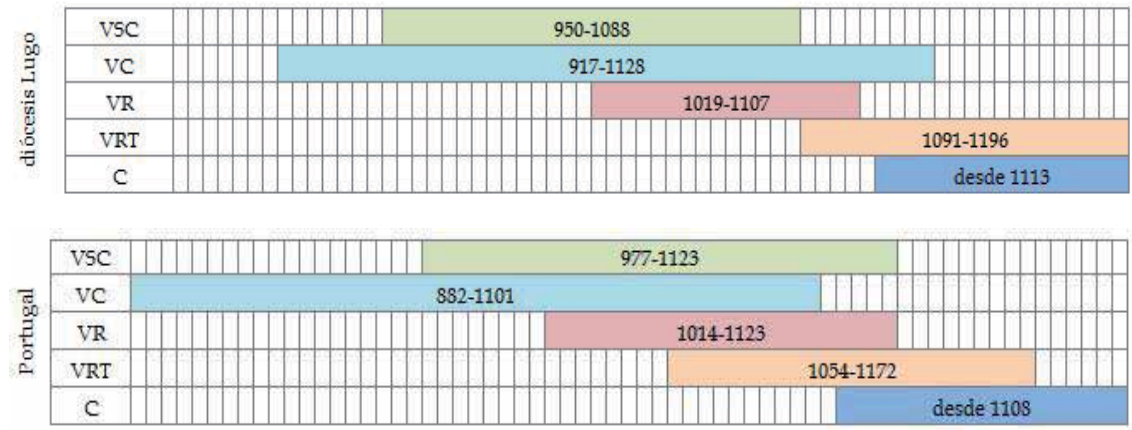 diócesis Lugo
VSC 950-1088
VC 917-1128
VR 1019-1107
VRT 1091-1196
C desde 1113
Portugal
VSC 977-1123
VC 882-1101
VR 1014-1123
VRT 1054-1172
C desde 1108